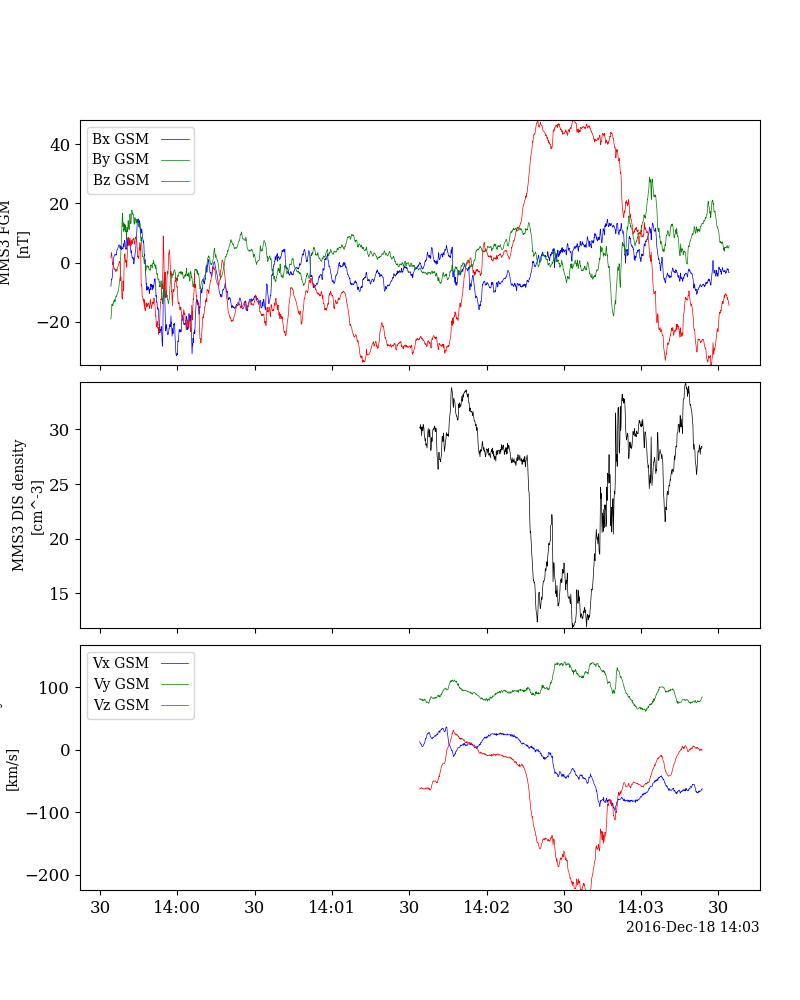 Bx GSM
By GSM
Bz GSM
MMS3 FGM
[nT]
40
20
0
−20
MMS3 DIS density
[cm^-3]
30
25
20
15
Vx GSM
Vy GSM
Vz GSM
[km/s]
100
0
−100
−200
30 14:00 30 14:01 30 14:02 30 14:03 30
2016-Dec-18 14:03